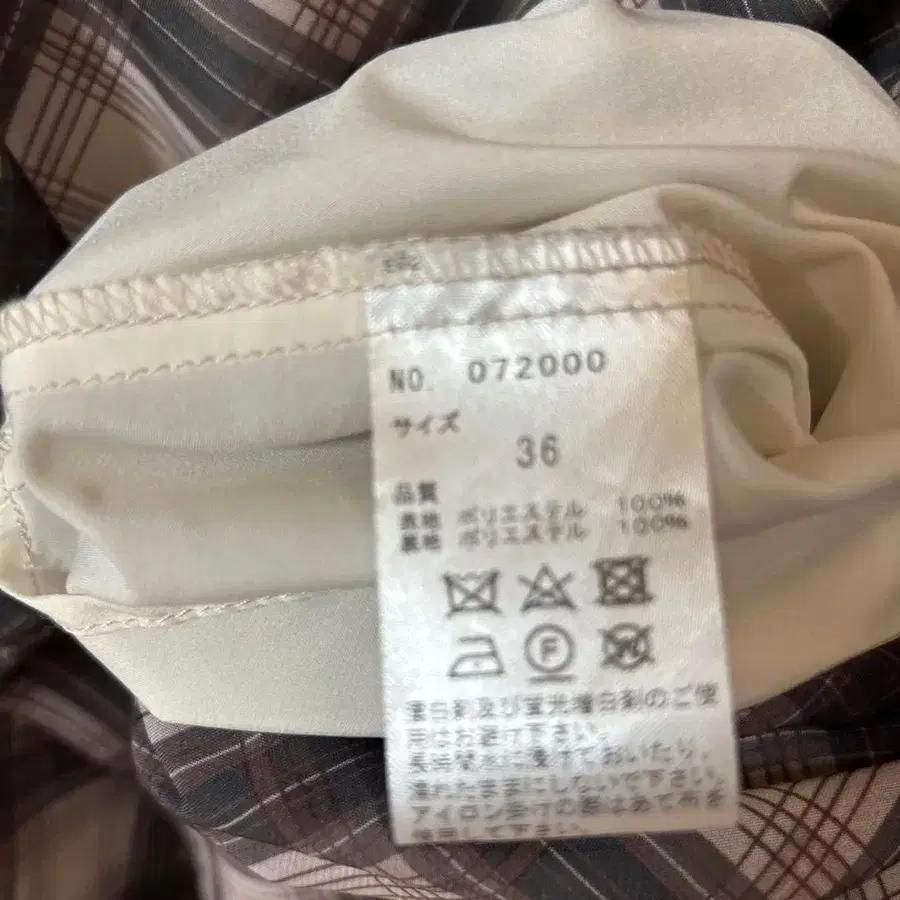 NO. 072000
サイズ
36
品質
表地 ポリエステル 100%
裏地 ポリエステル 100%
F
蛋白剤及び蛍光増白剤のご使
用はお避け下さい。
長時間水に浸けておいたり、
濡れたままにしないで下さい。
アイロン掛けの際はあて布を
使用して下さい。